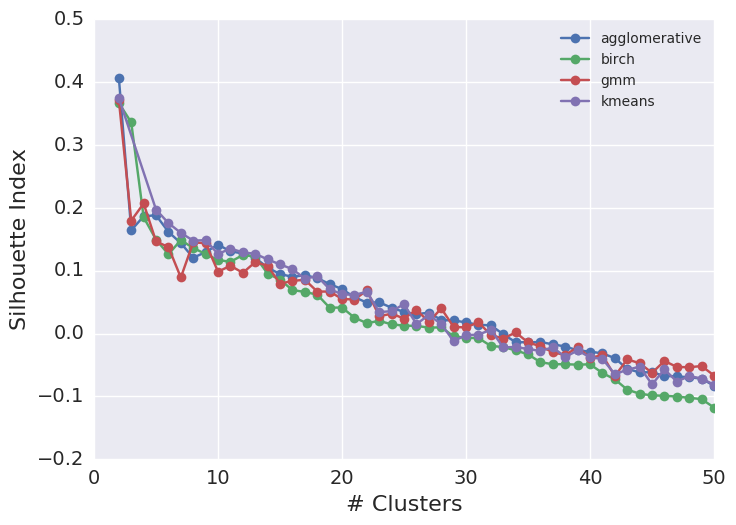 0.5
0.4
0.3
0.2
0.1
0.0
−0.1
−0.2
0 10 20 30 40 50
Silhouette Index
# Clusters
agglomerative
birch
gmm
kmeans